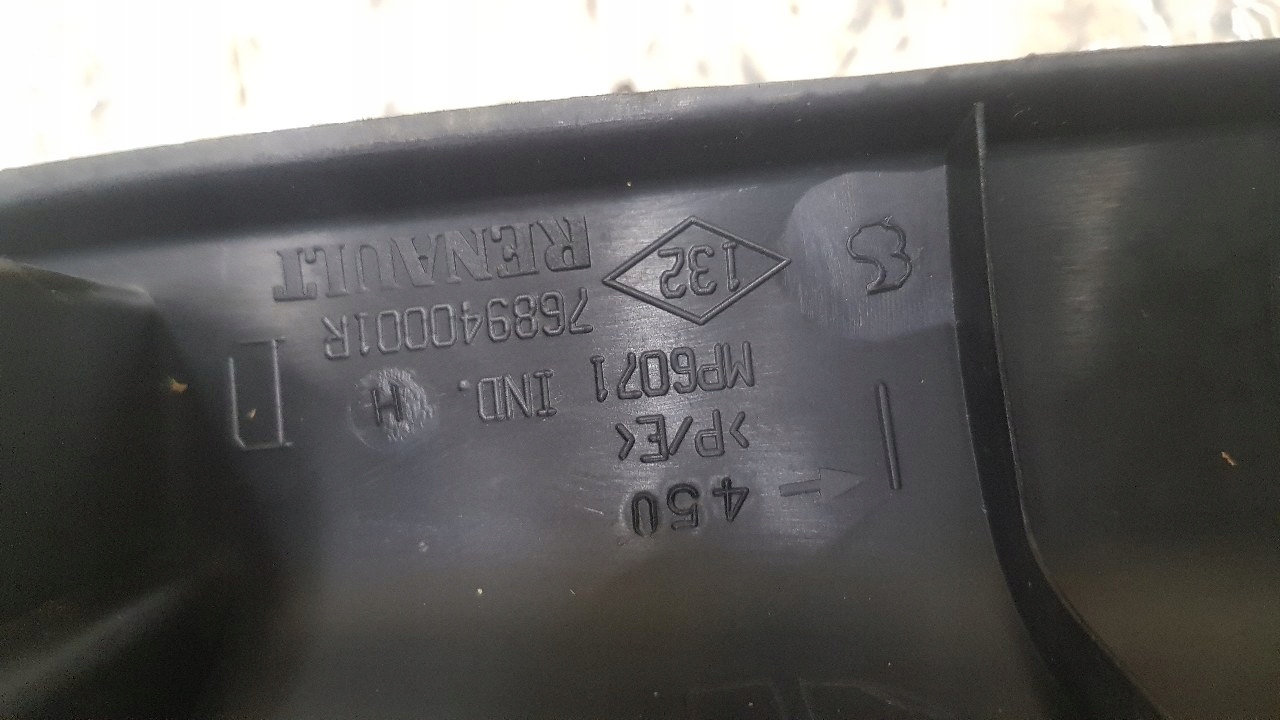 450
>P/E<
MP6071 IND. H
768940001R
132
RENAULT